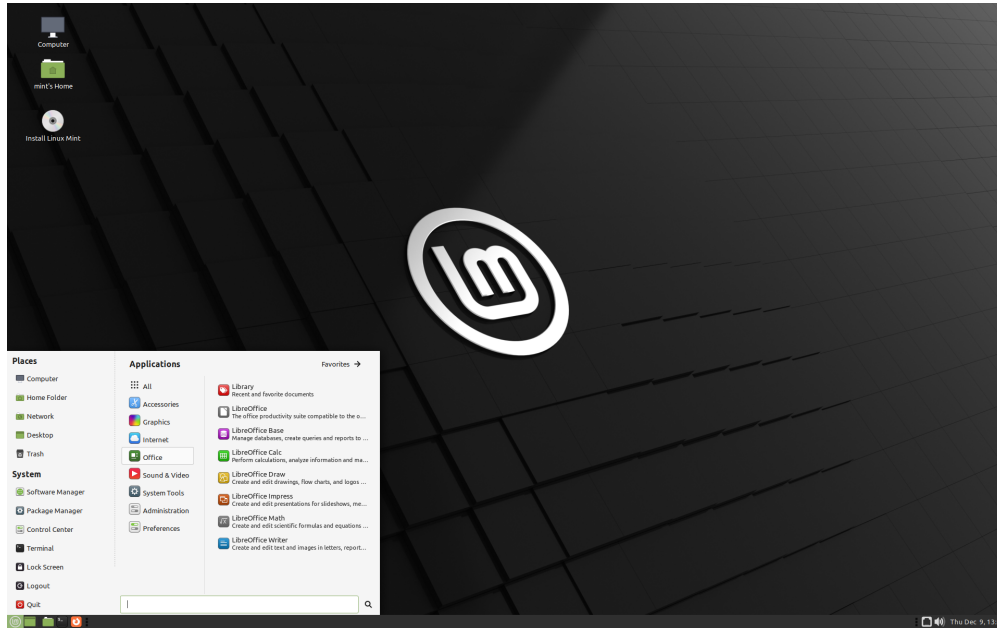 Computer
mint's Home
Install Linux Mint
Places
Computer
Home Folder
Network
Desktop
Trash
System
Software Manager
Package Manager
Control Center
Terminal
Lock Screen
Logout
Quit
Applications
Favorites →
All
Accessories
Graphics
Internet
Office
Sound & Video
System Tools
Administration
Preferences
Library
Recent and favorite documents
LibreOffice
The office productivity suite compatible to the o...
LibreOffice Base
Manage databases, create queries and reports to ...
LibreOffice Calc
Perform calculations, analyze information and ma...
LibreOffice Draw
Create and edit drawings, flow charts, and logos ...
LibreOffice Impress
Create and edit presentations for slideshows, me...
LibreOffice Math
Create and edit scientific formulas and equations ...
LibreOffice Writer
Create and edit text and images in letters, report...
Thu Dec 9, 13: